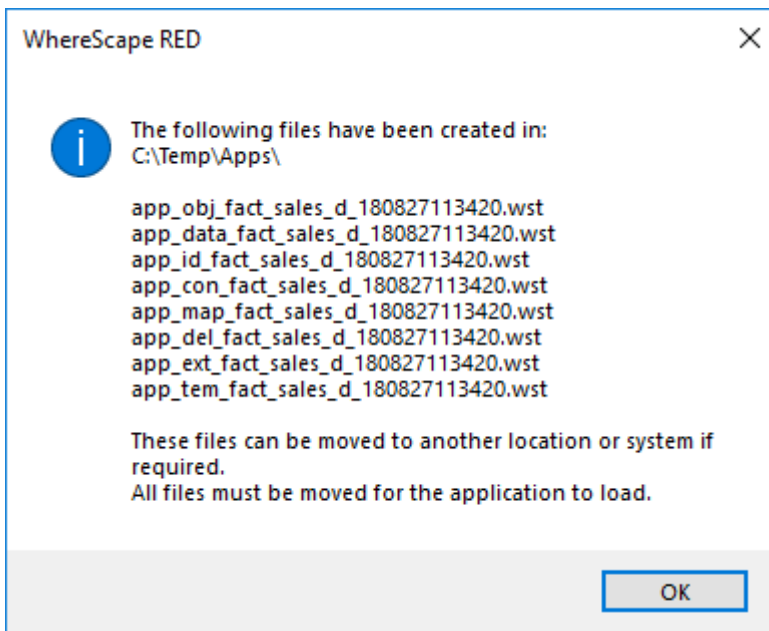 WhereScape RED
The following files have been created in:
C:\Temp\Apps\
app_obj_fact_sales_d_180827113420.wst
app_data_fact_sales_d_180827113420.wst
app_id_fact_sales_d_180827113420.wst
app_con_fact_sales_d_180827113420.wst
app_map_fact_sales_d_180827113420.wst
app_del_fact_sales_d_180827113420.wst
app_ext_fact_sales_d_180827113420.wst
app_tem_fact_sales_d_180827113420.wst
These files can be moved to another location or system if
required.
All files must be moved for the application to load.
OK